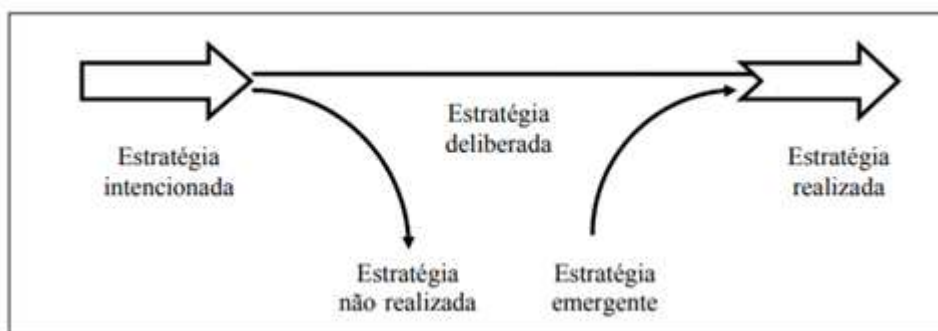 Estratégia
intencionada
Estratégia
deliberada
Estratégia
realizada
Estratégia
não realizada
Estratégia
emergente